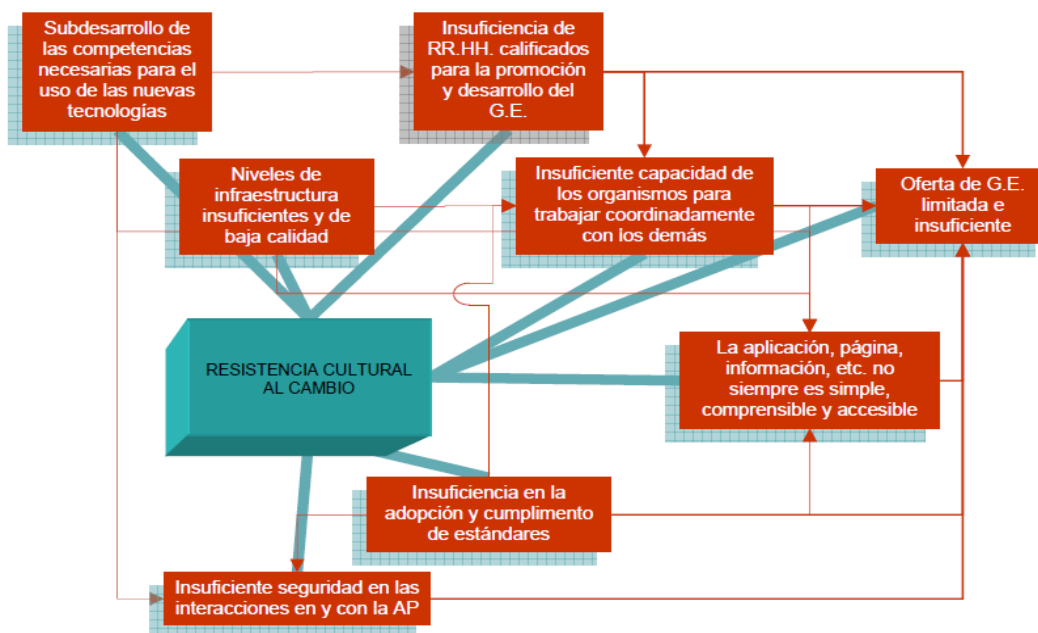 Subdesarrollo de
las competencias
necesarias para el
uso de las nuevas
tecnologías
Insuficiencia de
RR.HH. calificados
para la promoción
y desarrollo del
G.E.
Niveles de
infraestructura
insuficientes y de
baja calidad
Insuficiente capacidad de
los organismos para
trabajar coordinadamente
con los demás
Oferta de G.E.
limitada e
insuficiente
RESISTENCIA CULTURAL
AL CAMBIO
La aplicación, página,
información, etc. no
siempre es simple,
comprensible y accesible
Insuficiencia en la
adopción y cumplimento
de estándares
Insuficiente seguridad en las
interacciones en y con la AP